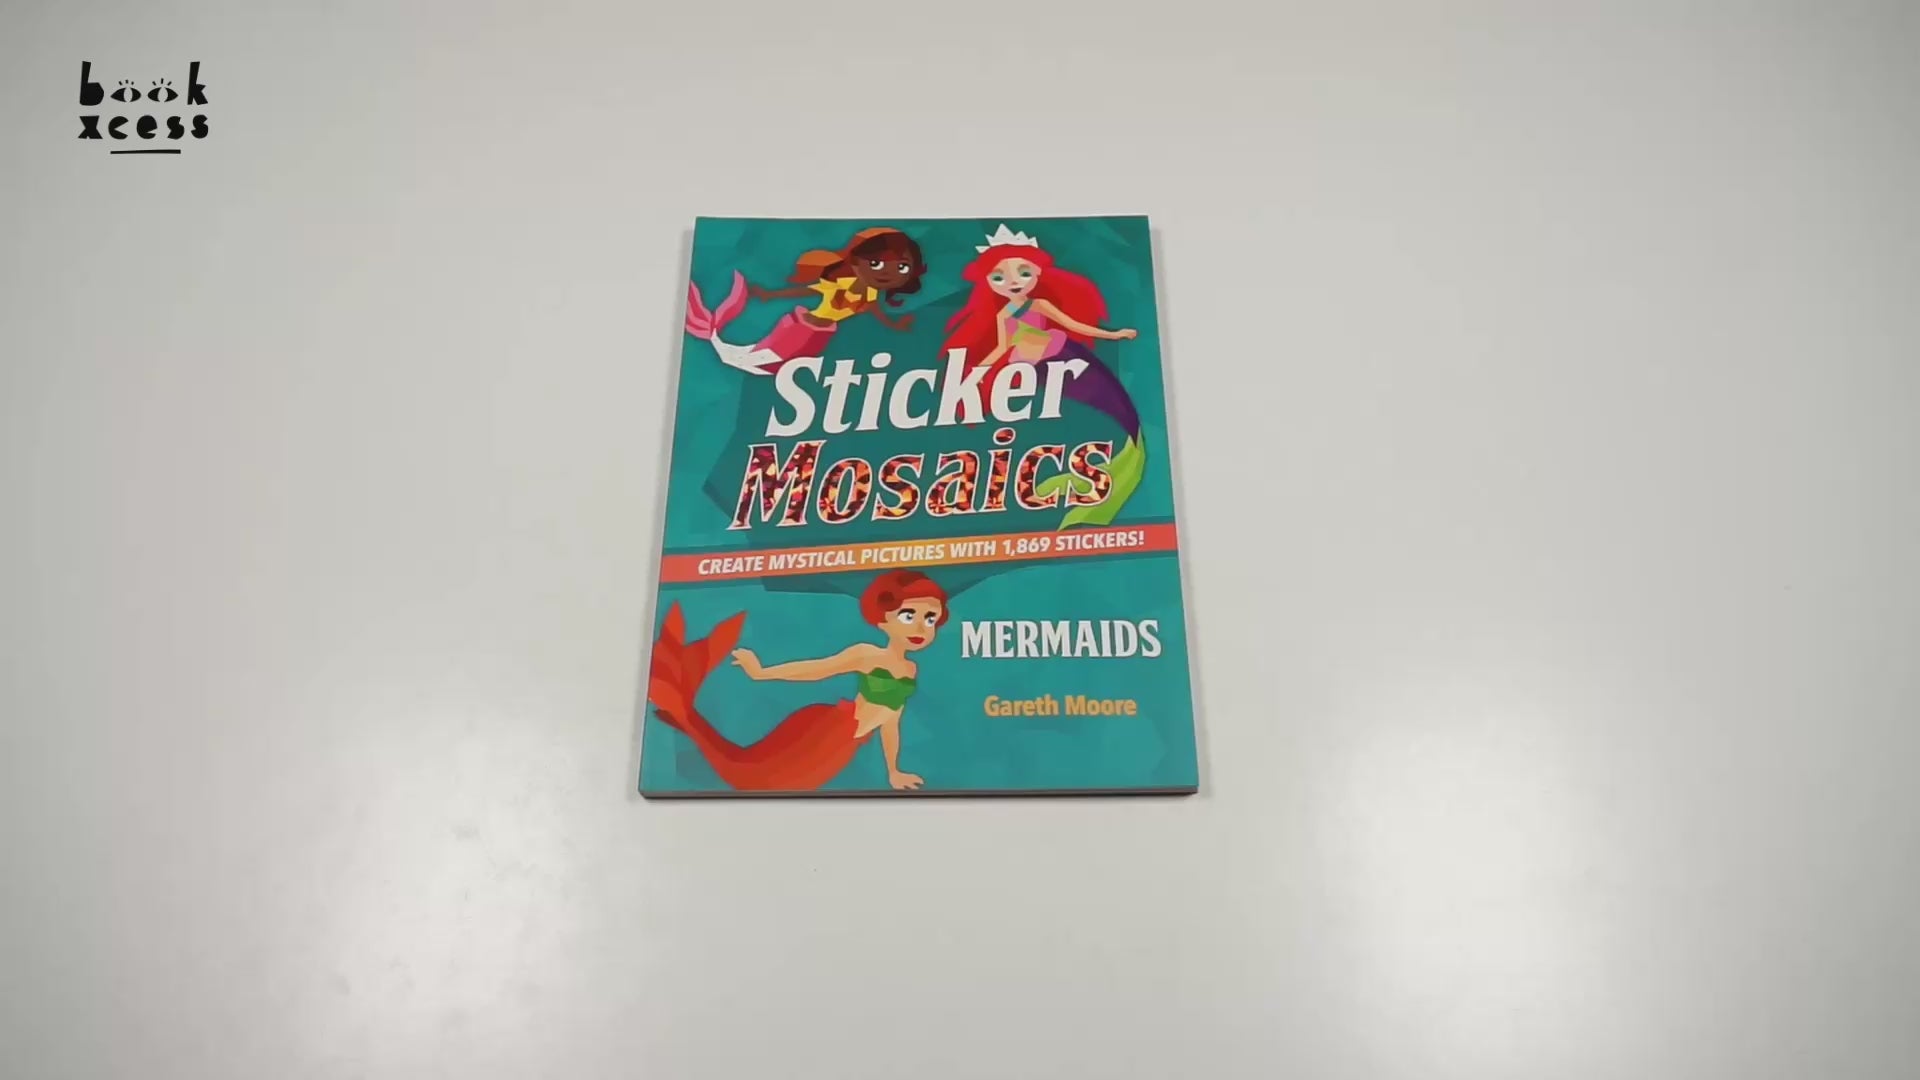 book
xcess
Sticker
Mosaics
CREATE MYSTICAL PICTURES WITH 1,869 STICKERS!
MERMAIDS
Gareth Moore